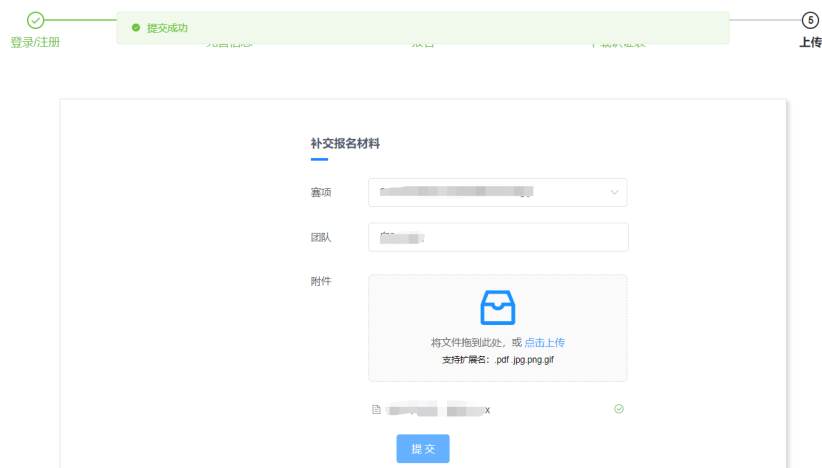 提交成功
5
登录/注册
上传
补交报名材料
赛项
团队
附件
将文件拖到此处，或 点击上传
支持扩展名：.pdf .jpg.png.gif
x
提 交